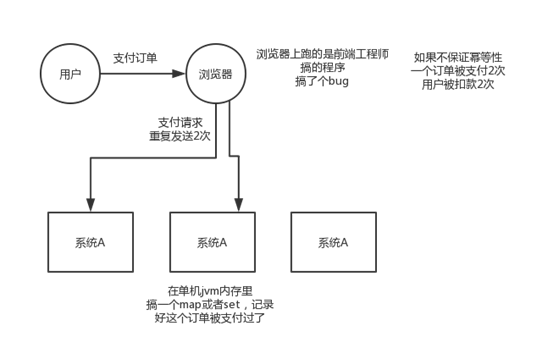 用户
支付订单
浏览器
浏览器上跑的是前端工程师
搞的程序
搞了个bug
如果不保证幂等性
一个订单被支付2次
用户被扣款2次
支付请求
重复发送2次
系统A
系统A
系统A
在单机jvm内存里
搞一个map或者set，记录
好这个订单被支付过了